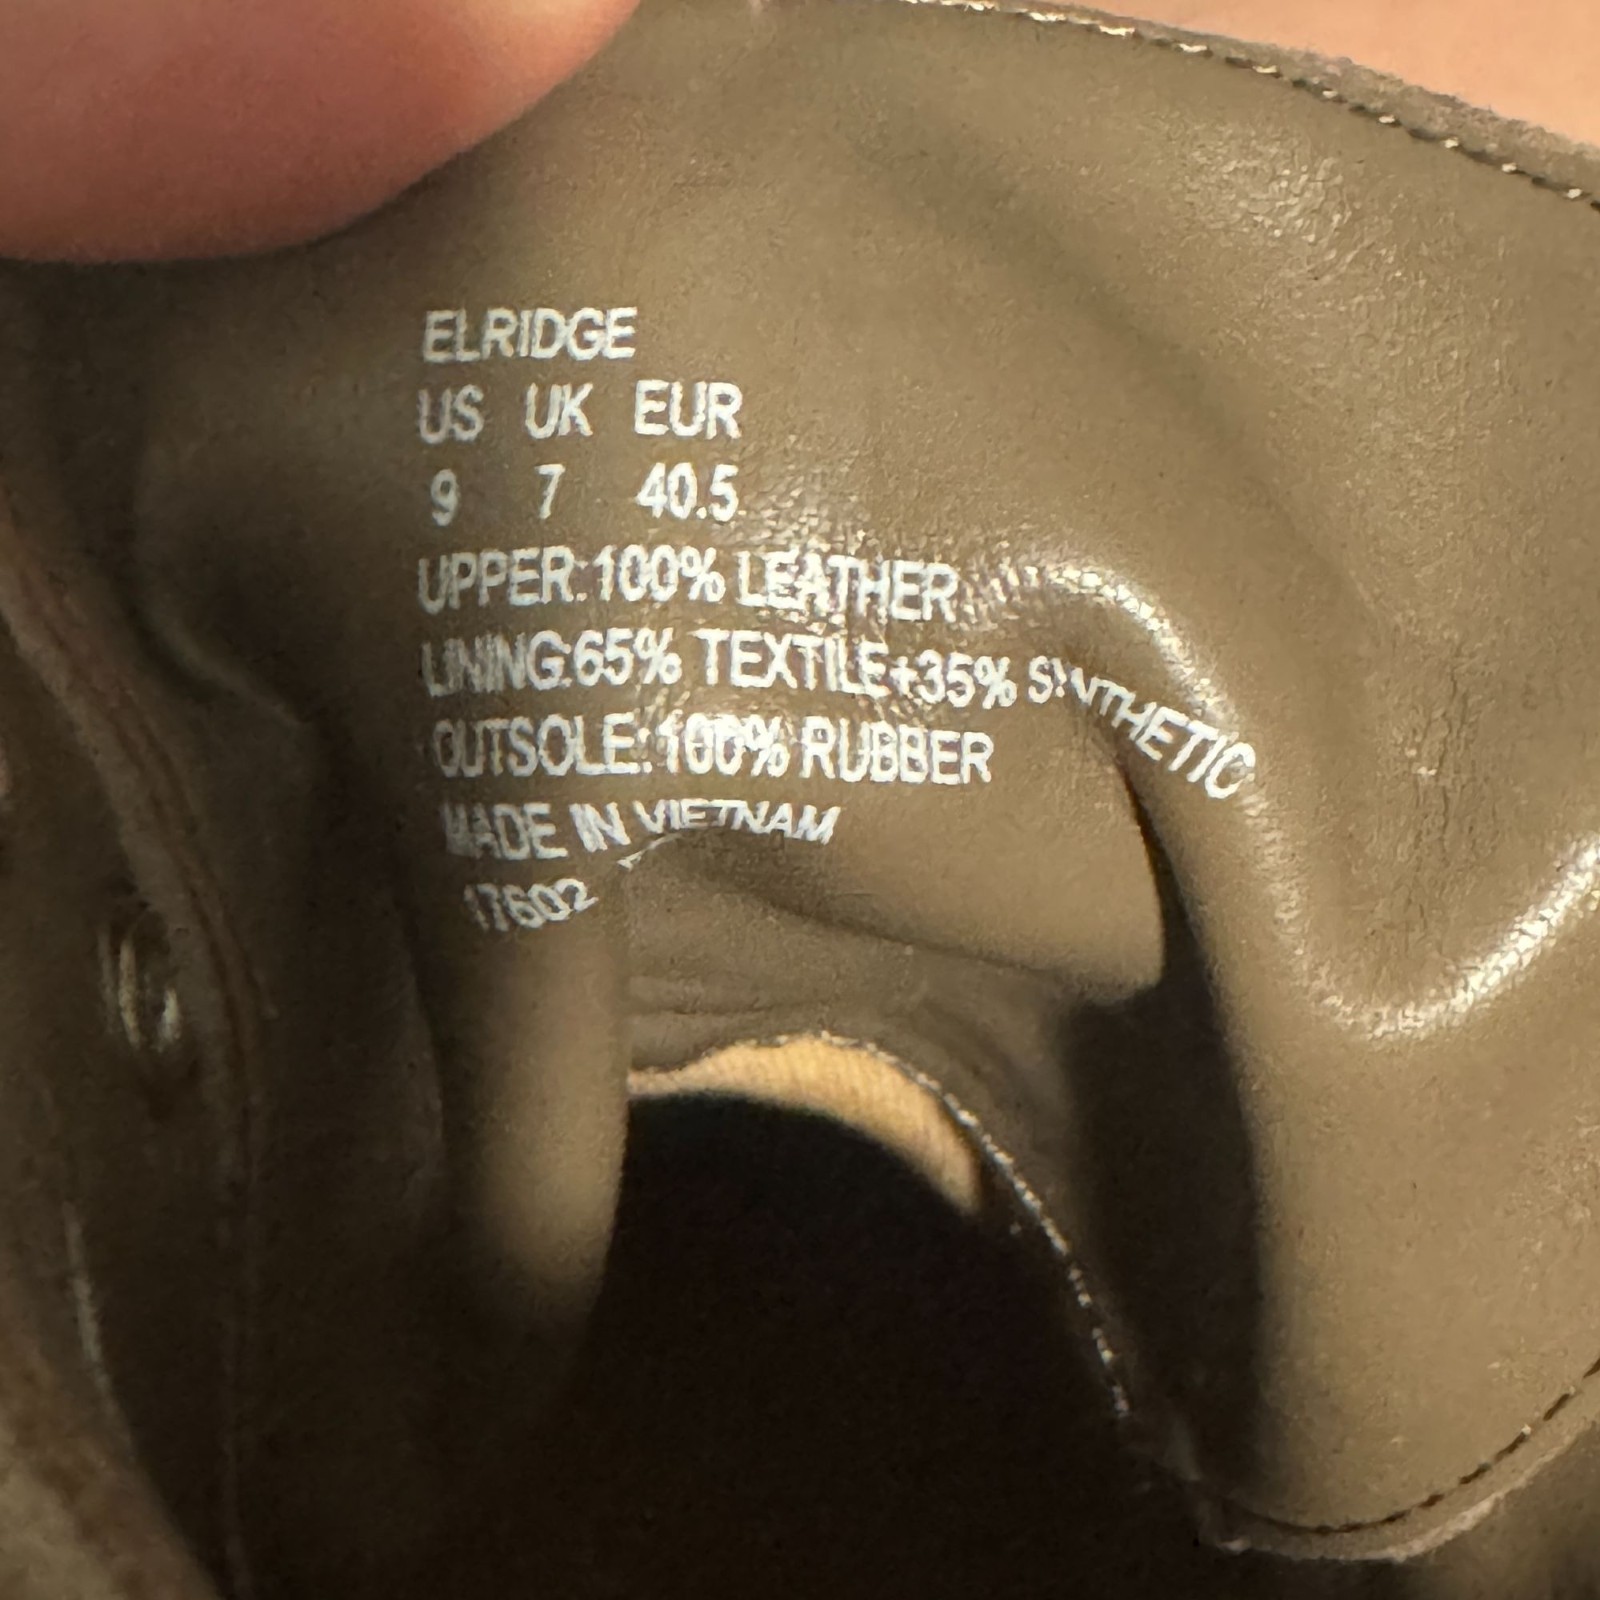 ELRIDGE
US UK EUR
9 7 40.5
UPPER:100% LEATHER
LINING:65% TEXTILE+35% SYNTHETIC
OUTSOLE:100% RUBBER
MADE IN VIETNAM
17602